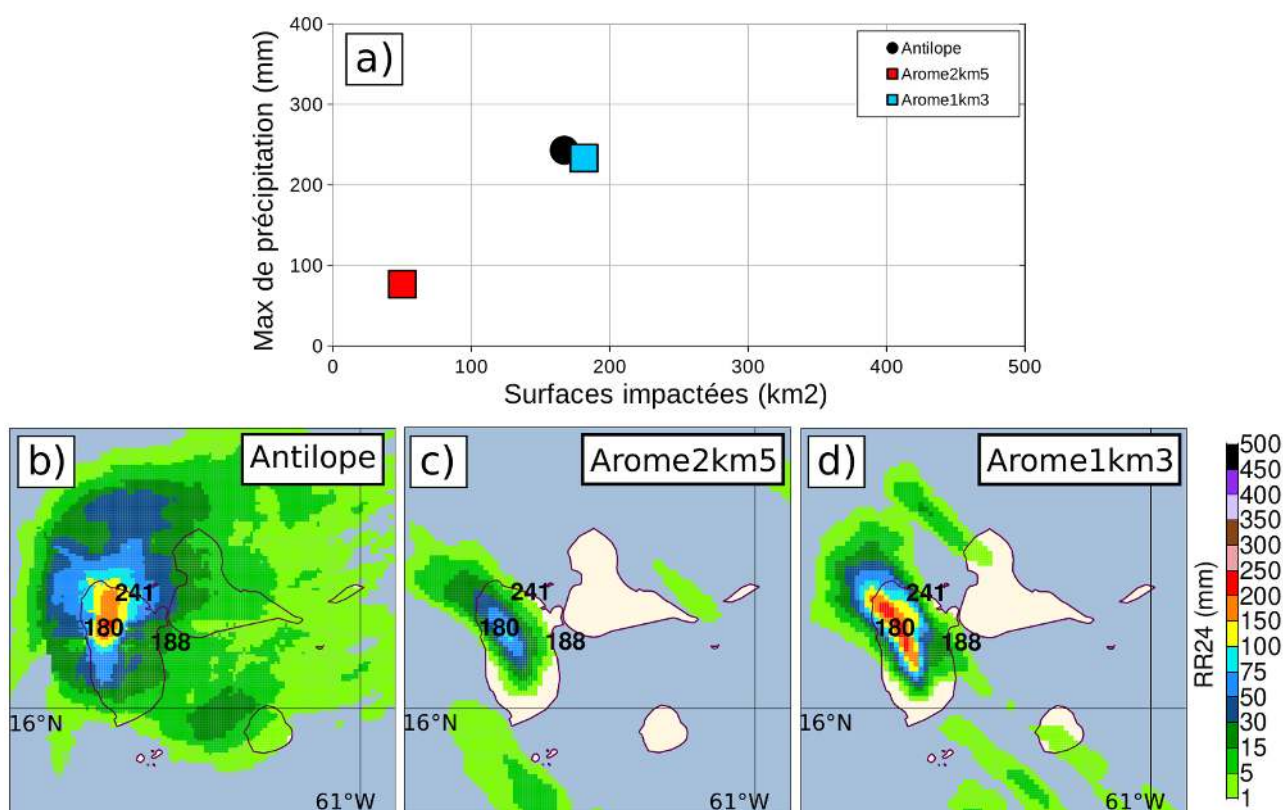 a)
Max de précipitation (mm)
400
300
200
100
0
0 100 200 300 400 500
Surfaces impactées (km2)
Antilope
Arome2km5
Arome1km3
b)
Antilope
241
180
188
16°N
61°W
c)
Arome2km5
241
180
188
16°N
61°W
d)
Arome1km3
241
180
188
16°N
61°W
RR24 (mm)
500
450
400
350
300
250
200
150
100
75
50
30
15
5
1